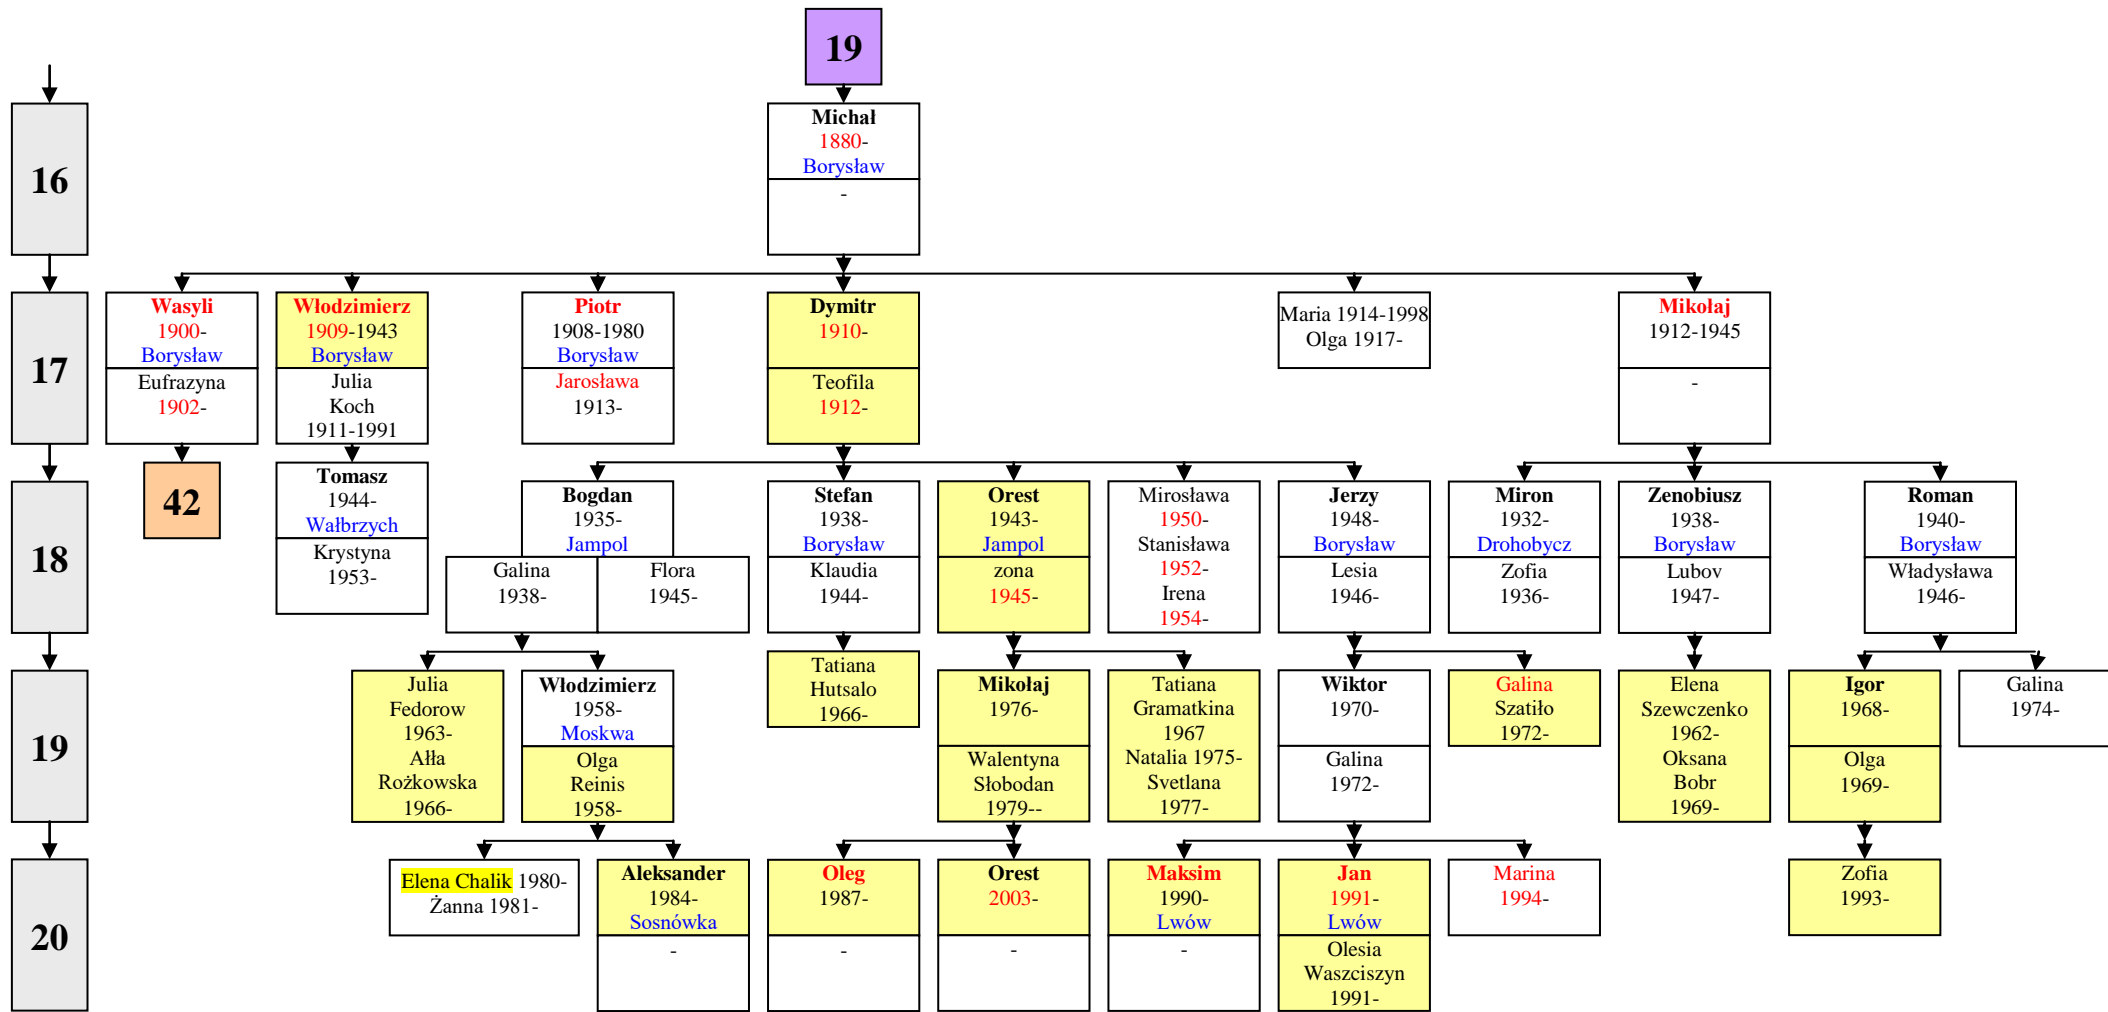 19
16
Michał
1880-
Borysław
-
17
Wasyli
1900-
Borysław
Eufrazyna
1902-
Włodzimierz
1909-1943
Borysław
Julia
Koch
1911-1991
Piotr
1908-1980
Borysław
Jarosława
1913-
Dymitr
1910-
Teofila
1912-
Maria 1914-1998
Olga 1917-
Mikołaj
1912-1945
-
18
42
Tomasz
1944-
Wałbrzych
Krystyna
1953-
Bogdan
1935-
Jampol
Galina
1938-
Flora
1945-
Stefan
1938-
Borysław
Klaudia
1944-
Orest
1943-
Jampol
zona
1945-
Mirosława
1950-
Stanisława
1952-
Irena
1954-
Jerzy
1948-
Borysław
Lesia
1946-
Miron
1932-
Drohobycz
Zofia
1936-
Zenobiusz
1938-
Borysław
Lubov
1947-
Roman
1940-
Borysław
Władysława
1946-
19
Julia
Fedorow
1963-
Ałła
Rożkowska
1966-
Włodzimierz
1958-
Moskwa
Olga
Reinis
1958-
Tatiana
Hutsalo
1966-
Mikołaj
1976-
Walentyna
Słobodan
1979--
Tatiana
Gramatkina
1967
Natalia 1975-
Svetlana
1977-
Wiktor
1970-
Galina
1972-
Galina
Szatiło
1972-
Elena
Szewczenko
1962-
Oksana
Bobr
1969-
Igor
1968-
Olga
1969-
Galina
1974-
20
Elena Chalik 1980-
Żanna 1981-
Aleksander
1984-
Sosnówka
-
Oleg
1987-
-
Orest
2003-
-
Maksim
1990-
Lwów
-
Jan
1991-
Lwów
Olesia
Waszciszyn
1991-
Marina
1994-
Zofia
1993-